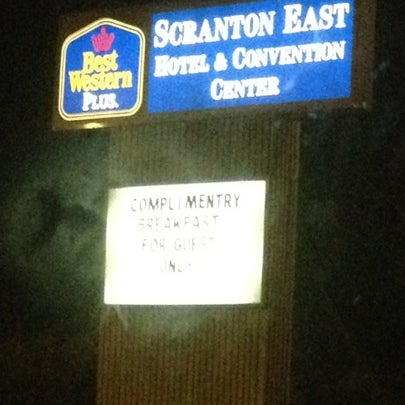 Best
Western
PLUS.
SCRANTON EAST
HOTEL & CONVENTION
CENTER
COMPLIMENTRY
BREAKFAST
FOR GUEST
ONLY